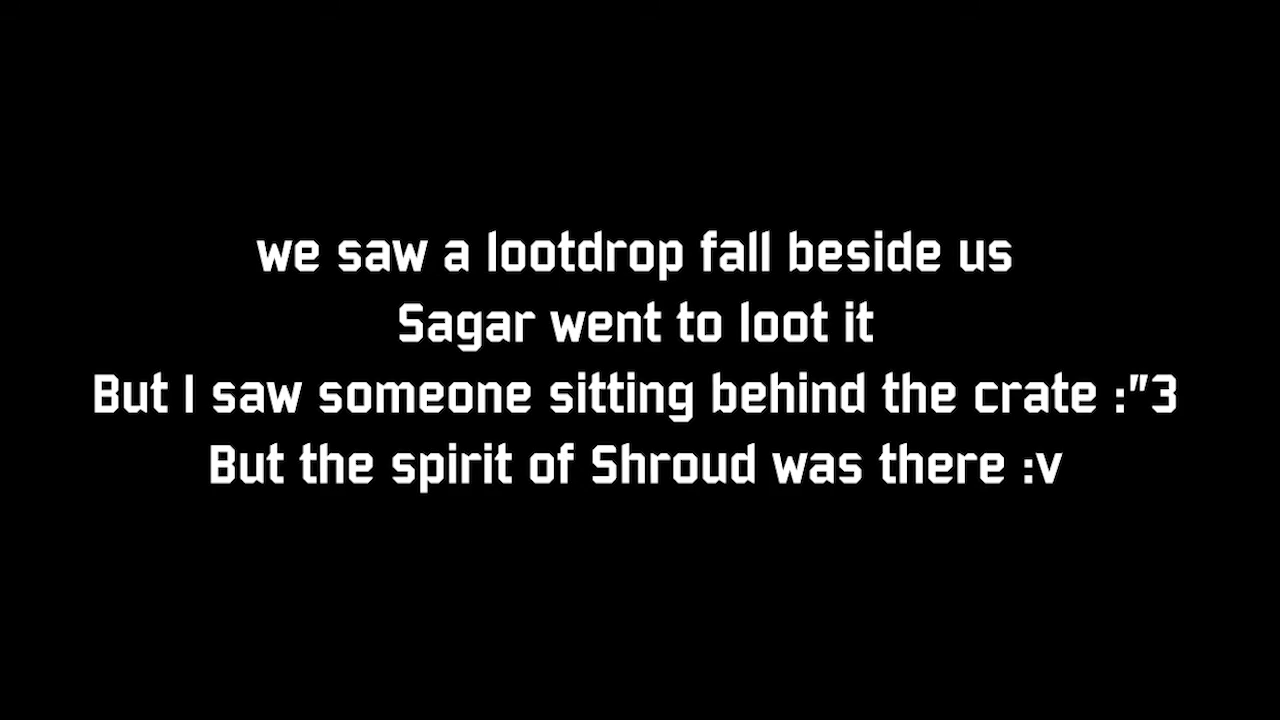 we saw a lootdrop fall beside us
Sagar went to loot it
But I saw someone sitting behind the crate :"3
But the spirit of Shroud was there :v